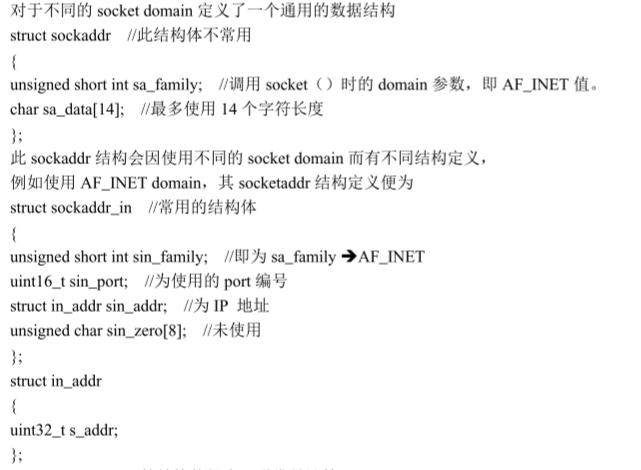 对于不同的 socket domain 定义了一个通用的数据结构
struct sockaddr //此结构体不常用
{
unsigned short int sa_family; //调用 socket（）时的 domain 参数，即 AF_INET 值。
char sa_data[14]; //最多使用 14 个字符长度
};
此 sockaddr 结构会因使用不同的 socket domain 而有不同结构定义，
例如使用 AF_INET domain，其 socketaddr 结构定义便为
struct sockaddr_in //常用的结构体
{
unsigned short int sin_family; //即为 sa_family ➔AF_INET
uint16_t sin_port; //为使用的 port 编号
struct in_addr sin_addr; //为 IP 地址
unsigned char sin_zero[8]; //未使用
};
struct in_addr
{
uint32_t s_addr;
};